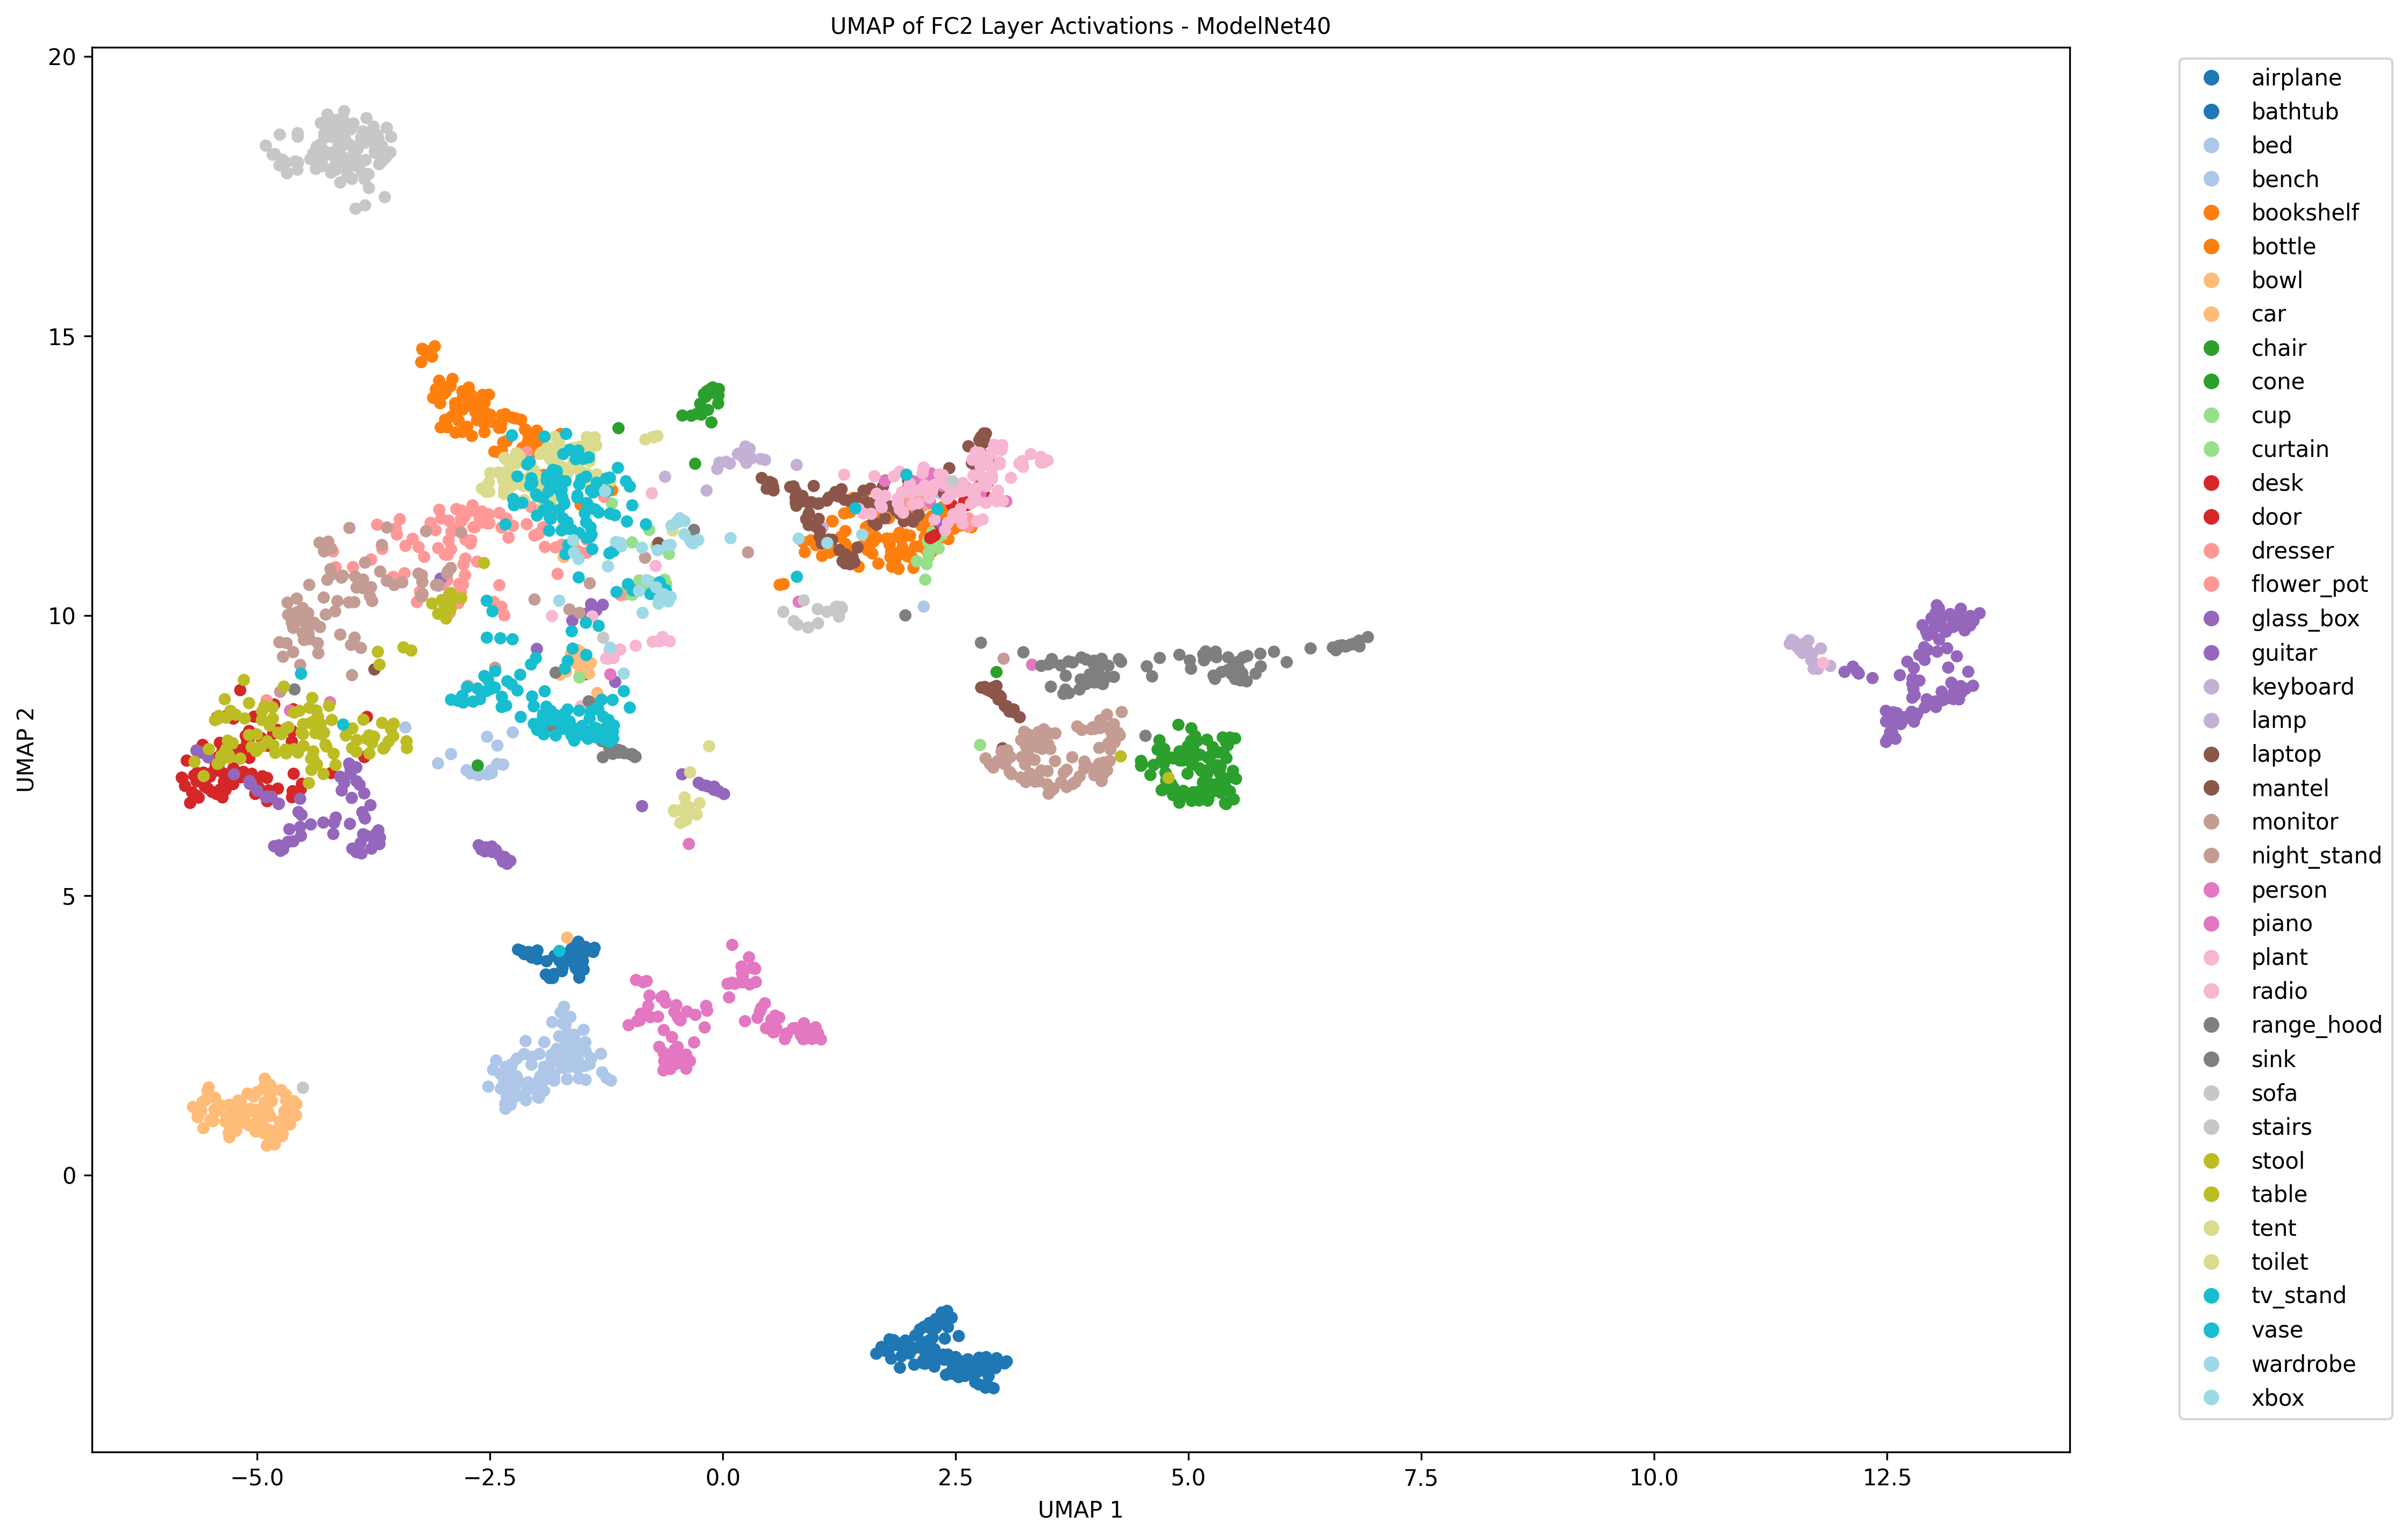 UMAP of FC2 Layer Activations - ModelNet40
20
15
10
5
0
UMAP 2
−5.0
−2.5
0.0
2.5
5.0
7.5
10.0
12.5
UMAP 1
airplane
bathtub
bed
bench
bookshelf
bottle
bowl
car
chair
cone
cup
curtain
desk
door
dresser
flower_pot
glass_box
guitar
keyboard
lamp
laptop
mantel
monitor
night_stand
person
piano
plant
radio
range_hood
sink
sofa
stairs
stool
table
tent
toilet
tv_stand
vase
wardrobe
xbox